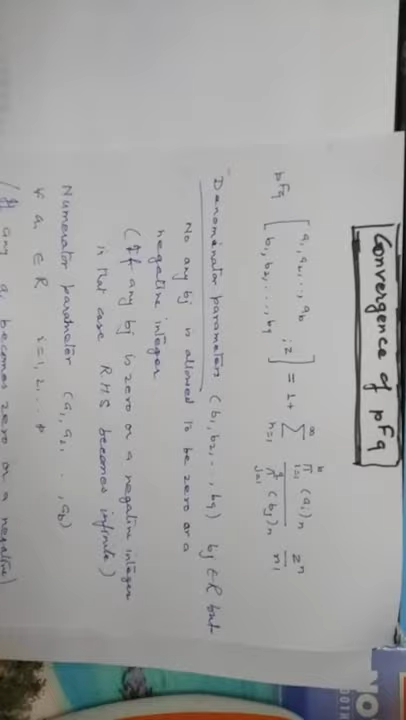 Convergence of pFq
pFq [a1, a2, .., ap ; b1, b2, ..., bq ; z] = 1 + ∞ Σ n=1 p π i=1 (ai)n / q π j=1 (bj)n zn / n!
Denominator parameters (b1, b2, .., bq) bj ∈ R but
No any bj is allowed to be zero or a
negative integer
(If any bj is zero or a negative integer
in that case RHS becomes infinite)
Numerator parameter (a1, a2, .., ap)
ai ∈ R i=1, 2...p
(If any ai becomes zero or a negative)
NO